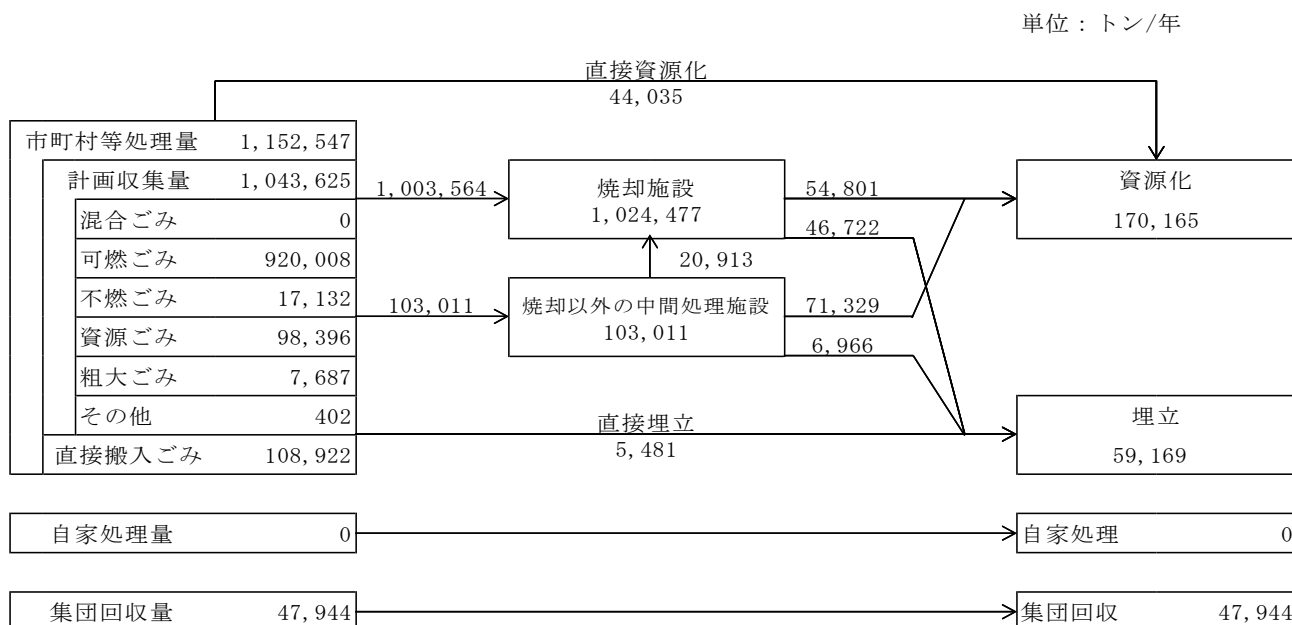 単位：トン/年
直接資源化
44,035
市町村等処理量 1,152,547
計画収集量 1,043,625
混合ごみ 0
可燃ごみ 920,008
不燃ごみ 17,132
資源ごみ 98,396
粗大ごみ 7,687
その他 402
直接搬入ごみ 108,922
1,003,564
焼却施設
1,024,477
54,801
46,722
20,913
103,011
焼却以外の中間処理施設
103,011
71,329
6,966
直接埋立
5,481
資源化
170,165
埋立
59,169
自家処理量 0
自家処理 0
集団回収量 47,944
集団回収 47,944